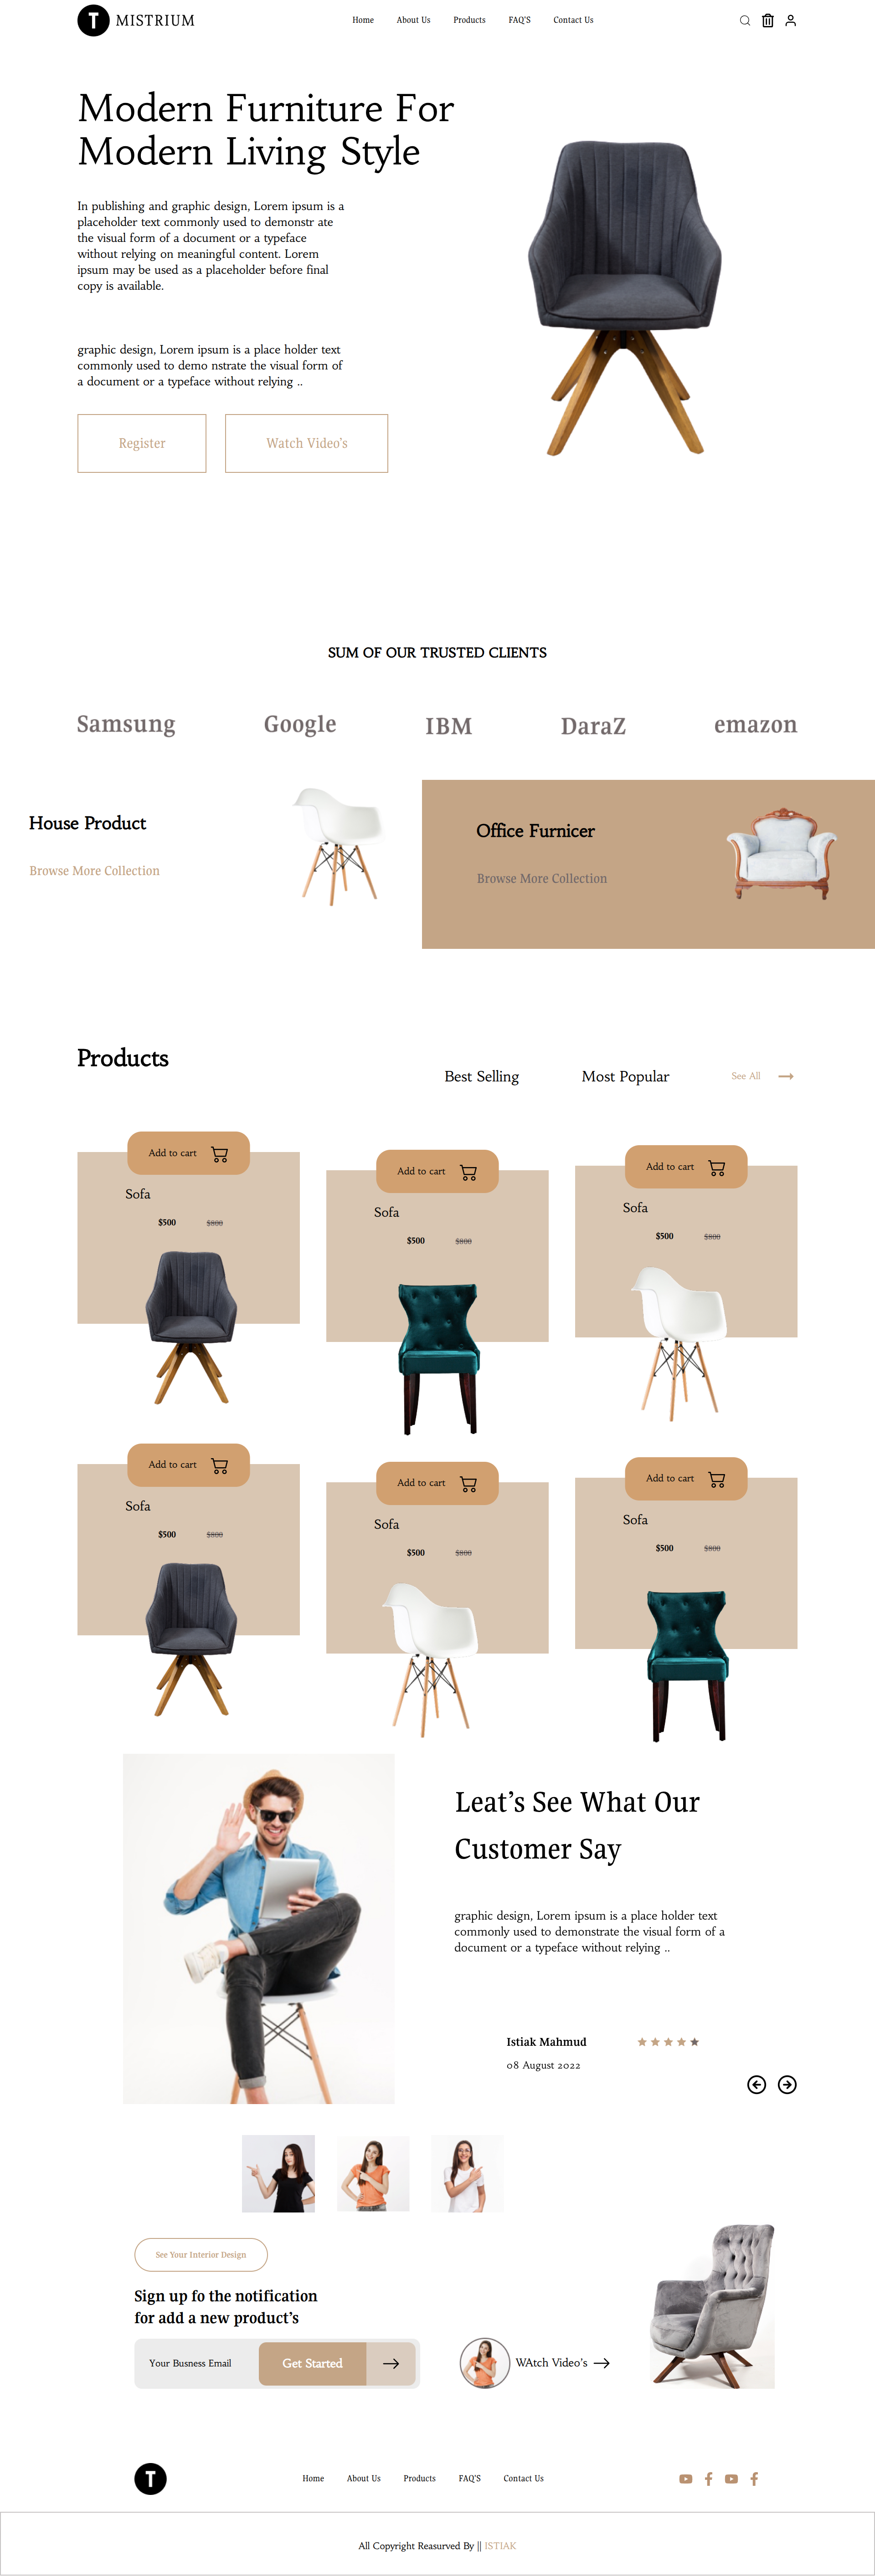 T MISTRIUM
Home About Us Products FAQ'S Contact Us
Modern Furniture For
Modern Living Style
In publishing and graphic design, Lorem ipsum is a
placeholder text commonly used to demonstr ate
the visual form of a document or a typeface
without relying on meaningful content. Lorem
ipsum may be used as a placeholder before final
copy is available.
graphic design, Lorem ipsum is a place holder text
commonly used to demo nstrate the visual form of
a document or a typeface without relying ..
Register Watch Video's
SUM OF OUR TRUSTED CLIENTS
Samsung Google IBM DaraZ emazon
House Product
Browse More Collection
Office Furnicer
Browse More Collection
Products
Best Selling Most Popular See All
Add to cart
Sofa
$500 $800
Add to cart
Sofa
$500 $800
Add to cart
Sofa
$500 $800
Add to cart
Sofa
$500 $800
Add to cart
Sofa
$500 $800
Add to cart
Sofa
$500 $800
Leat's See What Our
Customer Say
graphic design, Lorem ipsum is a place holder text
commonly used to demonstrate the visual form of a
document or a typeface without relying ..
Istiak Mahmud
08 August 2022
See Your Interior Design
Sign up fo the notification
for add a new product's
Your Busness Email Get Started
WAtch Video's
T
Home About Us Products FAQ'S Contact Us
All Copyright Reasurved By || ISTIAK